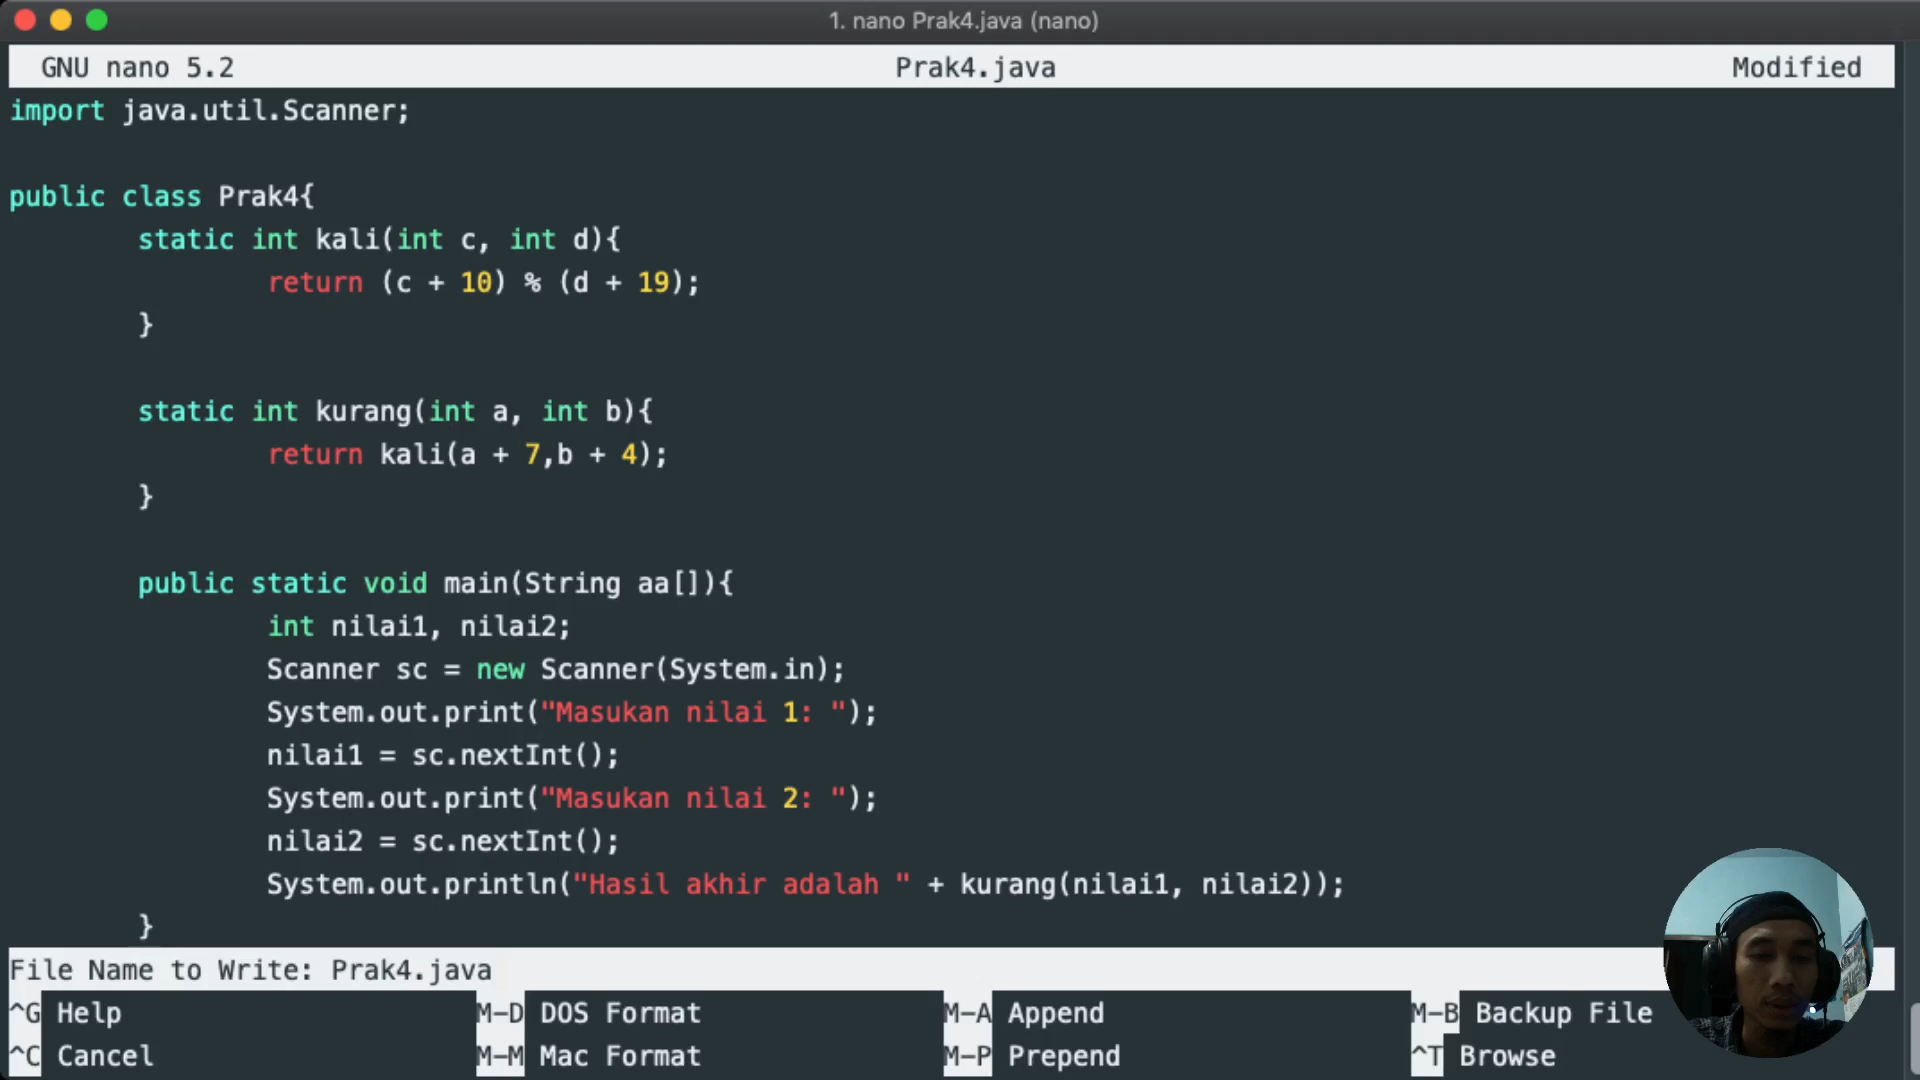 1. nano Prak4.java (nano)
GNU nano 5.2 Prak4.java Modified
import java.util.Scanner;
public class Prak4{
static int kali(int c, int d){
return (c + 10) % (d + 19);
}
static int kurang(int a, int b){
return kali(a + 7,b + 4);
}
public static void main(String aa[]){
int nilai1, nilai2;
Scanner sc = new Scanner(System.in);
System.out.print("Masukan nilai 1: ");
nilai1 = sc.nextInt();
System.out.print("Masukan nilai 2: ");
nilai2 = sc.nextInt();
System.out.println("Hasil akhir adalah " + kurang(nilai1, nilai2));
}
File Name to Write: Prak4.java
^G Help M-D DOS Format M-A Append M-B Backup File
^C Cancel M-M Mac Format M-P Prepend ^T Browse